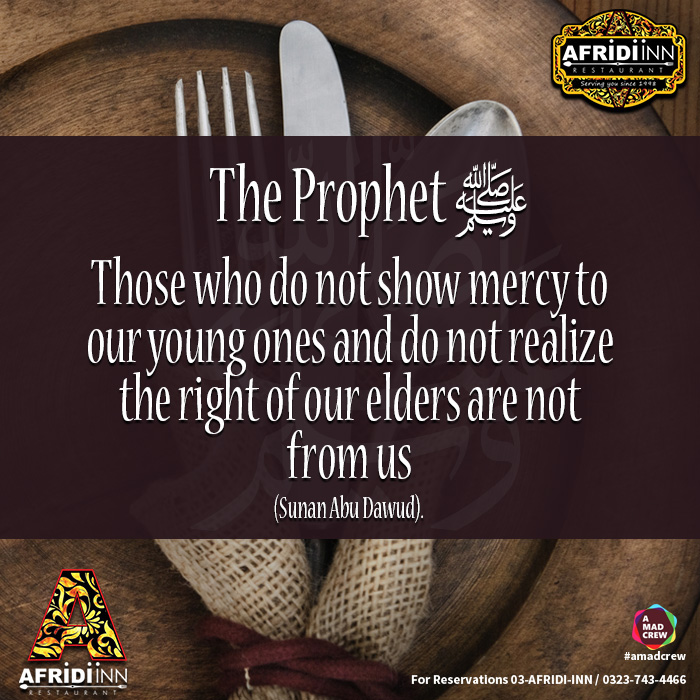 AFRiDi iNN
RESTAURANT
Serving you since 1998
The Prophet ﷺ
Those who do not show mercy to
our young ones and do not realize
the right of our elders are not
from us
(Sunan Abu Dawud).
A
AFRiDi iNN
RESTAURANT
A
MAD
CREW
#amadcrew
For Reservations 03-AFRIDI-INN / 0323-743-4466